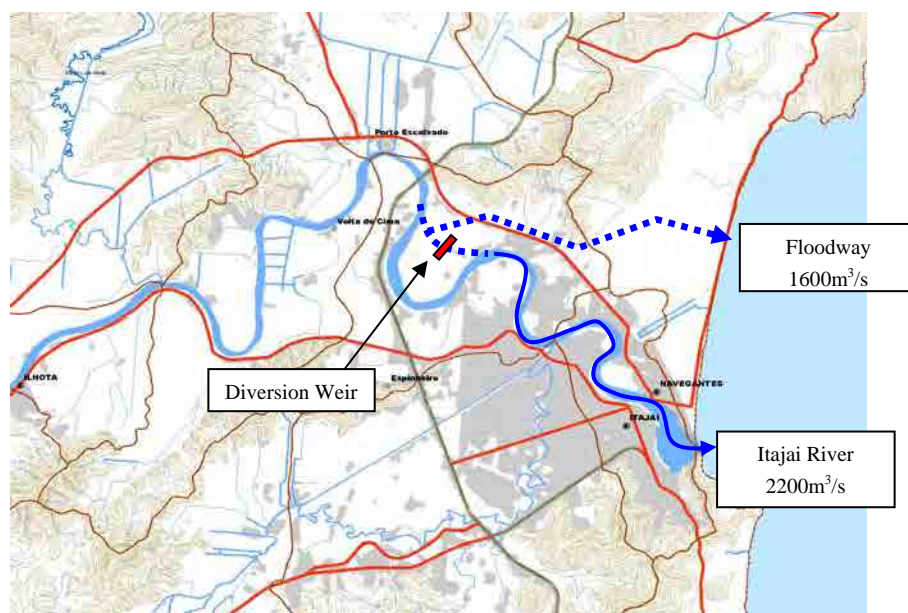 Porto Escalvado
Volta de Cima
Floodway
1600m³/s
ILHOTA
Espinheiro
Diversion Weir
NAVEGANTES
ITAJAI
Itajai River
2200m³/s